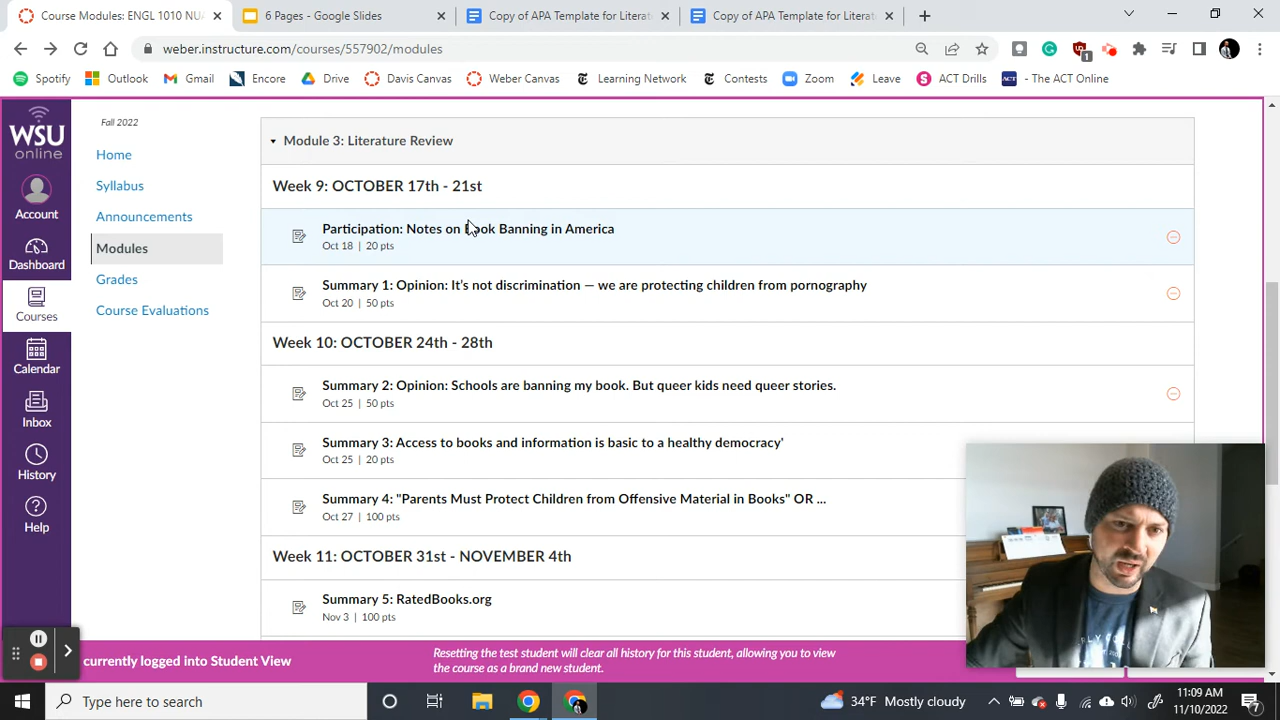 Course Modules: ENGL 1010 NUA
6 Pages - Google Slides
Copy of APA Template for Literat
Copy of APA Template for Literat
weber.instructure.com/courses/557902/modules
1
Spotify
Outlook
Gmail
Encore
Drive
Davis Canvas
Weber Canvas
Learning Network
Contests
Zoom
Leave
ACT Drills
- The ACT Online
WSU
online
Account
Dashboard
Courses
Calendar
Inbox
History
Help
Fall 2022
Home
Syllabus
Announcements
Modules
Grades
Course Evaluations
Module 3: Literature Review
Week 9: OCTOBER 17th - 21st
Participation: Notes on Book Banning in America
Oct 18 | 20 pts
Summary 1: Opinion: It's not discrimination — we are protecting children from pornography
Oct 20 | 50 pts
Week 10: OCTOBER 24th - 28th
Summary 2: Opinion: Schools are banning my book. But queer kids need queer stories.
Oct 25 | 50 pts
Summary 3: Access to books and information is basic to a healthy democracy'
Oct 25 | 20 pts
Summary 4: "Parents Must Protect Children from Offensive Material in Books" OR ...
Oct 27 | 100 pts
Week 11: OCTOBER 31st - NOVEMBER 4th
Summary 5: RatedBooks.org
Nov 3 | 100 pts
currently logged into Student View
Resetting the test student will clear all history for this student, allowing you to view
the course as a brand new student.
Type here to search
34°F Mostly cloudy
11:09 AM
11/10/2022
7